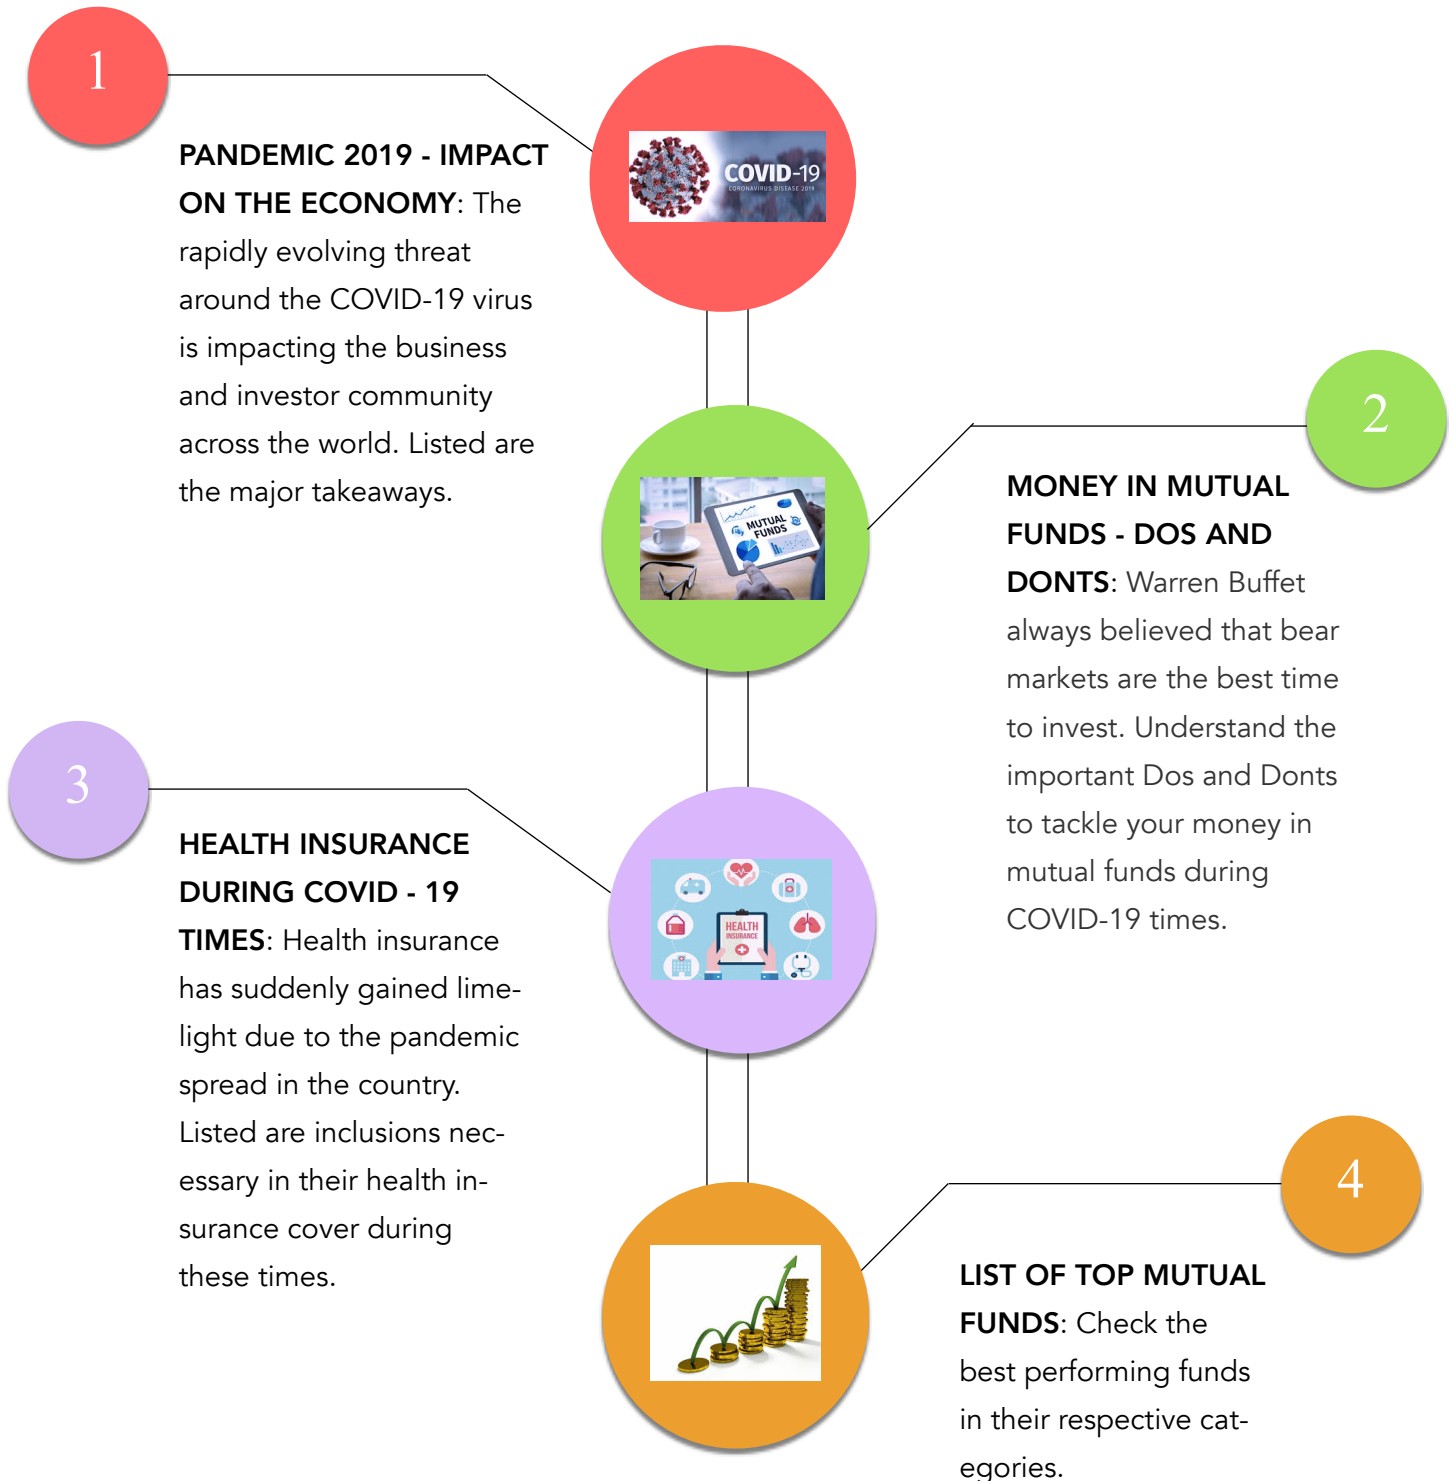 1
PANDEMIC 2019 - IMPACT
ON THE ECONOMY: The
rapidly evolving threat
around the COVID-19 virus
is impacting the business
and investor community
across the world. Listed are
the major takeaways.
COVID-19
CORONAVIRUS DISEASE 2019
2
MONEY IN MUTUAL
FUNDS - DOS AND
DONTS: Warren Buffet
always believed that bear
markets are the best time
to invest. Understand the
important Dos and Donts
to tackle your money in
mutual funds during
COVID-19 times.
MUTUAL
FUNDS
3
HEALTH INSURANCE
DURING COVID - 19
TIMES: Health insurance
has suddenly gained lime-
light due to the pandemic
spread in the country.
Listed are inclusions nec-
essary in their health in-
surance cover during
these times.
HEALTH
INSURANCE
4
LIST OF TOP MUTUAL
FUNDS: Check the
best performing funds
in their respective cat-
egories.